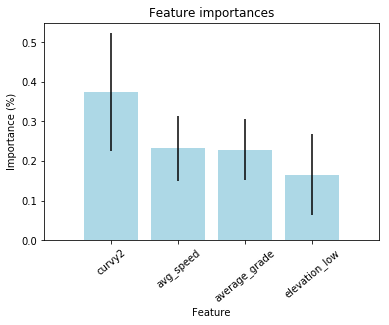 Feature importances
Importance (%)
0.5
0.4
0.3
0.2
0.1
0.0
curvy2
avg_speed
average_grade
elevation_low
Feature